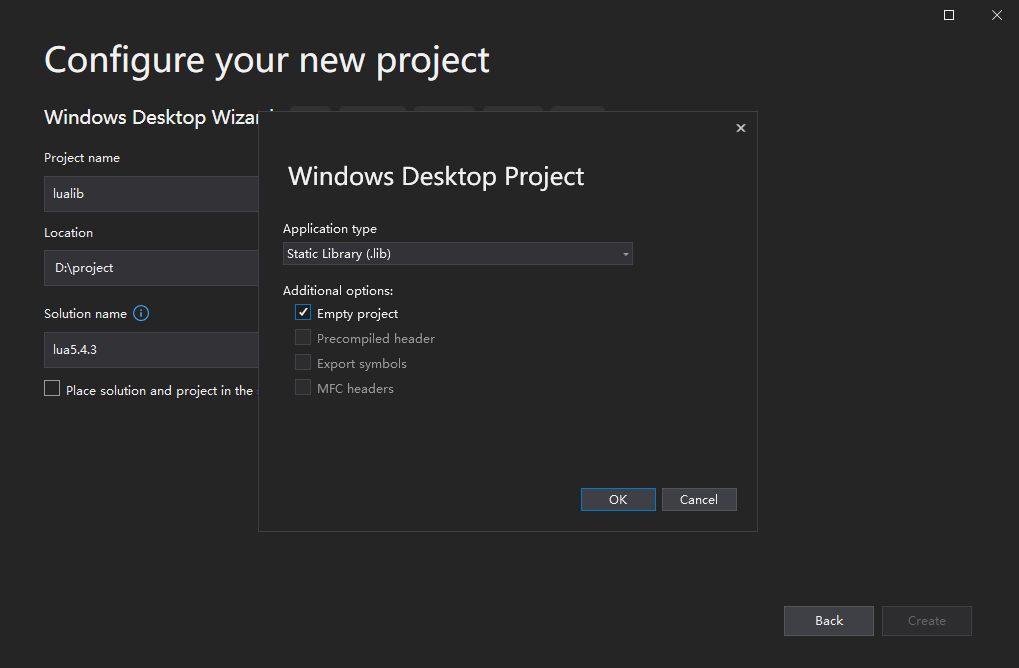 Configure your new project
Windows Desktop
Project name
lualib
Location
D:\project
Solution name
lua5.4.3
Place solution and project in the
Windows Desktop Project
Application type
Static Library (.lib)
Additional options:
Empty project
Precompiled header
Export symbols
MFC headers
OK
Cancel
Back
Create